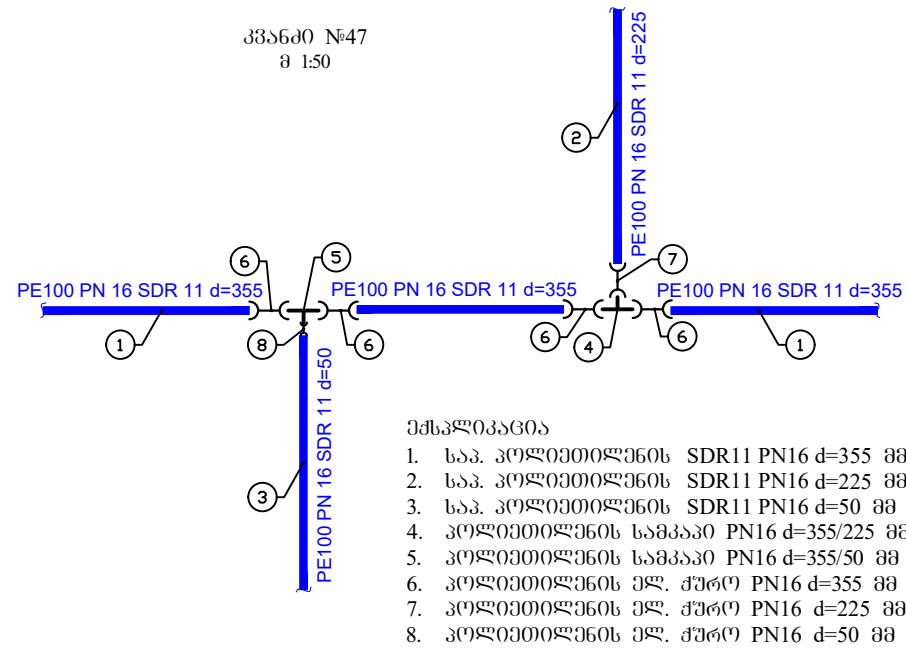 კვანძი №47
მ 1:50
PE100 PN 16 SDR 11 d=225
2
7
6
5
PE100 PN 16 SDR 11 d=355
PE100 PN 16 SDR 11 d=355
PE100 PN 16 SDR 11 d=355
1
8
6
6
4
6
1
PE100 PN 16 SDR 11 d=50
3
ექსპლიკაცია
1. საპ. პოლიეთილენის SDR11 PN16 d=355 მმ
2. საპ. პოლიეთილენის SDR11 PN16 d=225 მმ
3. საპ. პოლიეთილენის SDR11 PN16 d=50 მმ
4. პოლიეთილენის სამკაპი PN16 d=355/225 მმ
5. პოლიეთილენის სამკაპი PN16 d=355/50 მმ
6. პოლიეთილენის ელ. ქურო PN16 d=355 მმ
7. პოლიეთილენის ელ. ქურო PN16 d=225 მმ
8. პოლიეთილენის ელ. ქურო PN16 d=50 მმ